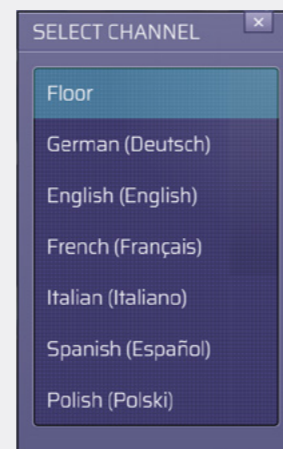 SELECT CHANNEL
Floor
German (Deutsch)
English (English)
French (Français)
Italian (Italiano)
Spanish (Español)
Polish (Polski)